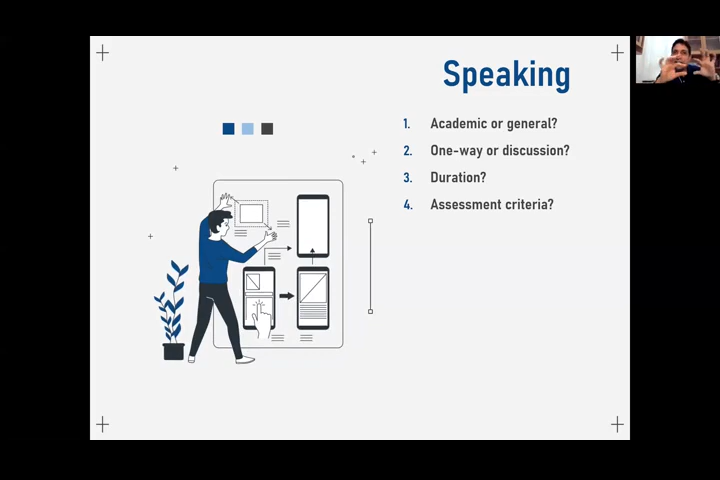 Speaking
1. Academic or general?
2. One-way or discussion?
3. Duration?
4. Assessment criteria?